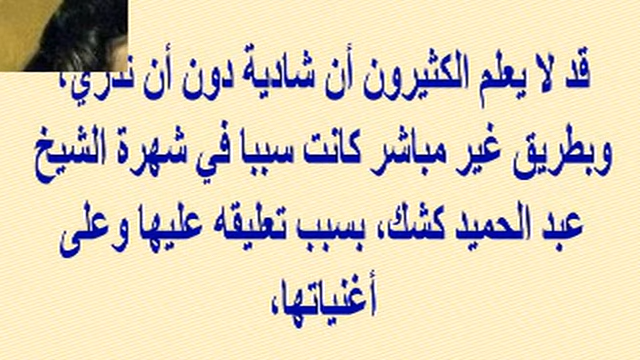 قد لا يعلم الكثيرون أن شادية دون أن تدري،
وبطريق غير مباشر كانت سببا في شهرة الشيخ
عبد الحميد كشك، بسبب تعليقه عليها وعلى
أغنياتها،